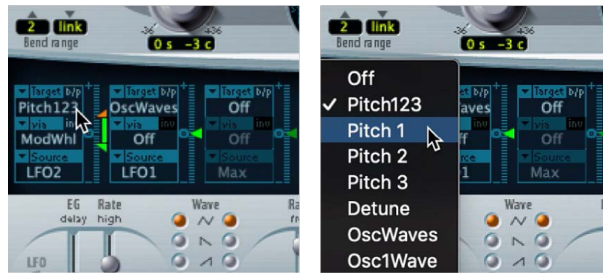 2 link
-36 +36
Bend range
0 s -3 c
Target b/p
Pitch123
via inv
ModWhl
Source
LFO2
Target b/p
OscWaves
via inv
Off
Source
LFO1
Target b/p
Off
via inv
Off
Source
Max
EG Rate
delay high
Wave
LFO
2 link
-36 +36
Bend range
0 s -3 c
Off
✓ Pitch123
Pitch 1
Pitch 2
Pitch 3
Detune
OscWaves
Osc1Wave
b/p
inv
Target b/p
Off
via inv
Off
Source
Max
Wave